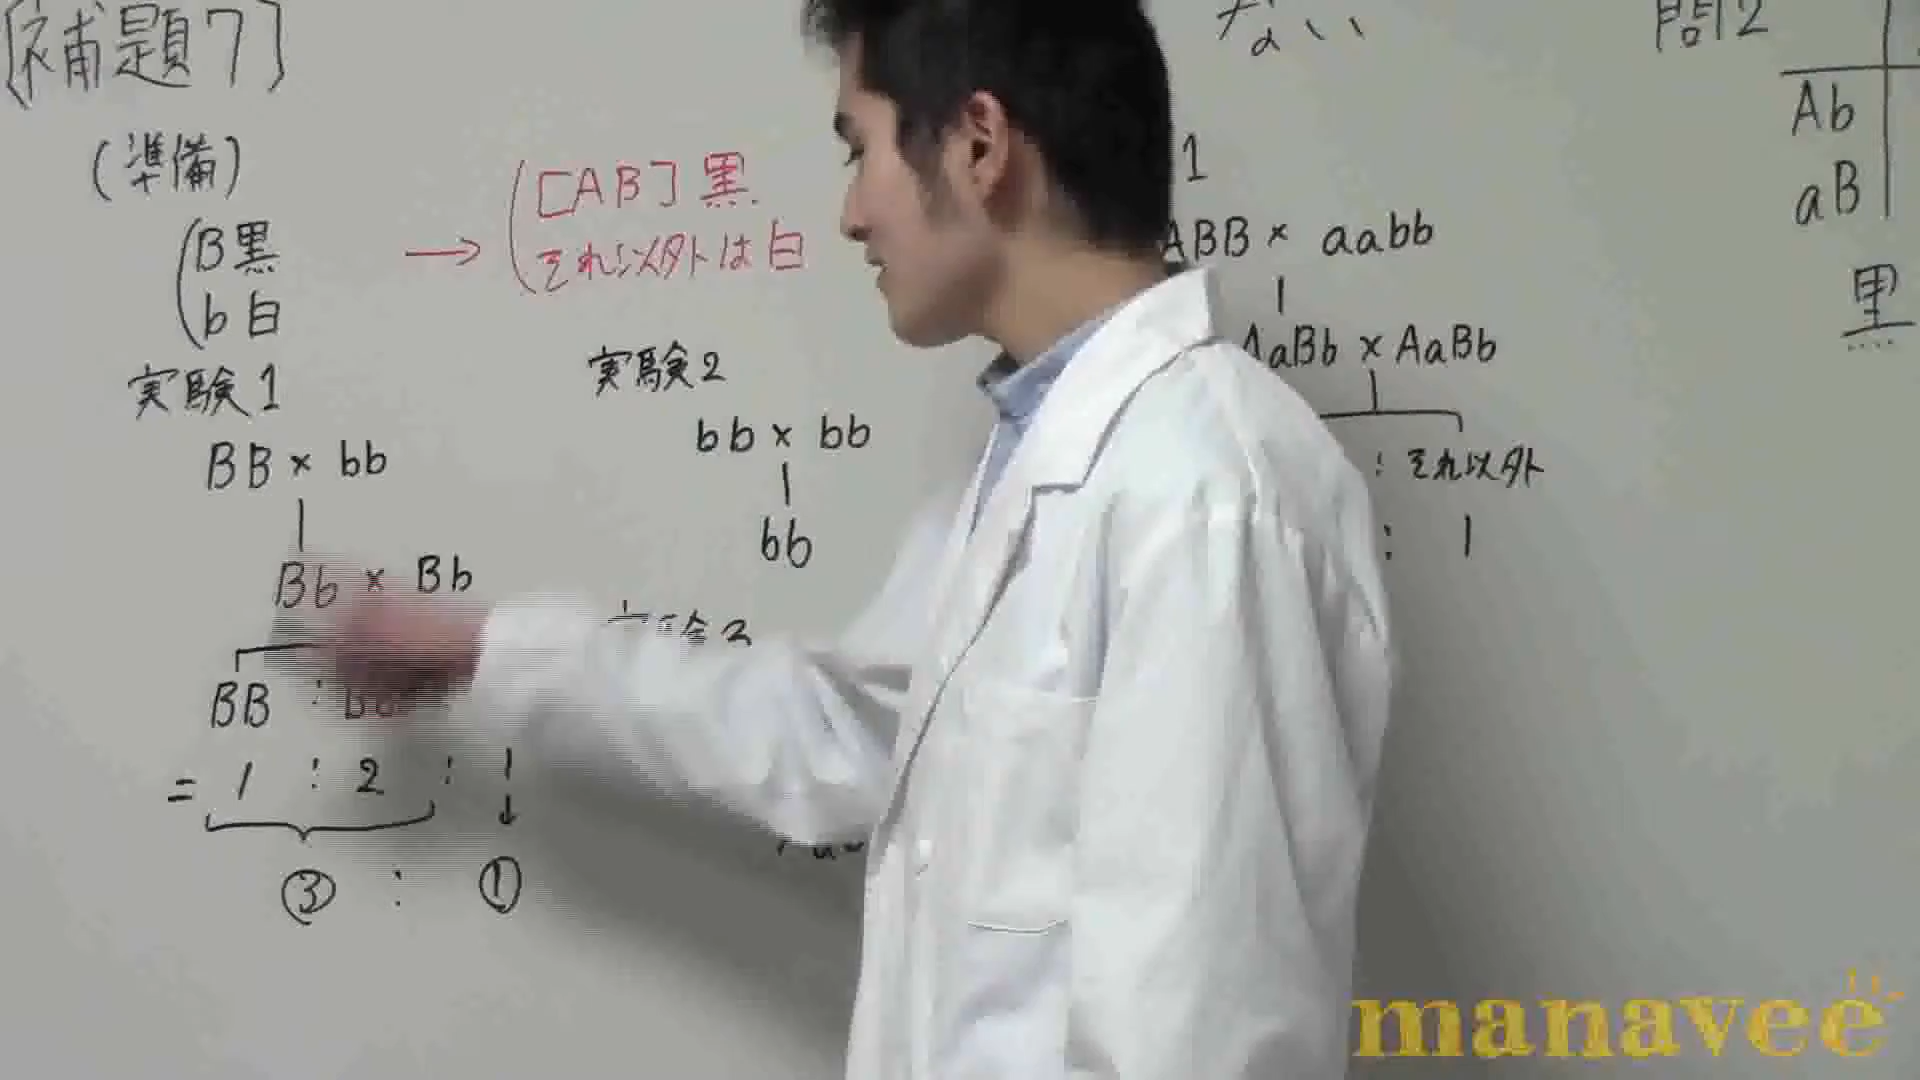 [補題7]
(準備)
B黒
b白
→
[AB]黒
それ以外は白
実験1
BB × bb
Bb × Bb
BB :
= 1 : 2 : 1
③ : ①
実験2
bb × bb
bb
ない
1
ABB × aabb
AaBb × AaBb
: それ以外
: 1
問2
Ab
aB
黒
manavee